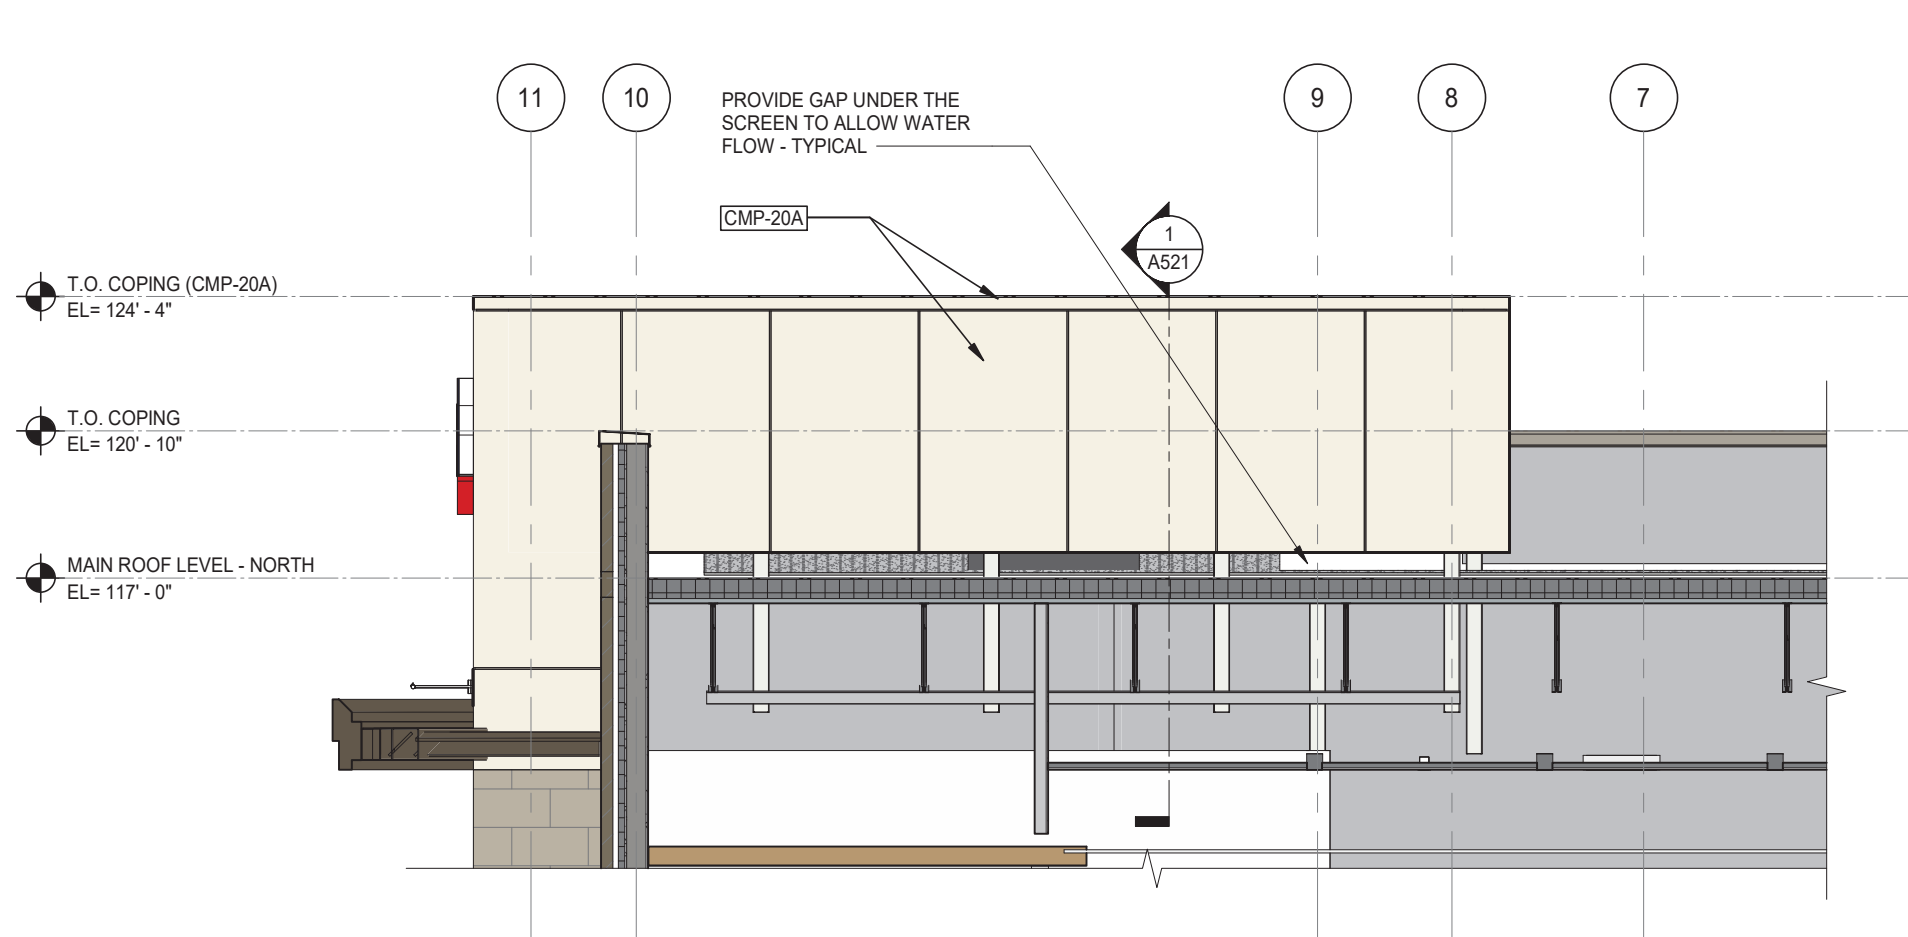 11
10
9
8
7
PROVIDE GAP UNDER THE
SCREEN TO ALLOW WATER
FLOW - TYPICAL
CMP-20A
1
A521
T.O. COPING (CMP-20A)
EL= 124' - 4"
T.O. COPING
EL= 120' - 10"
MAIN ROOF LEVEL - NORTH
EL= 117' - 0"